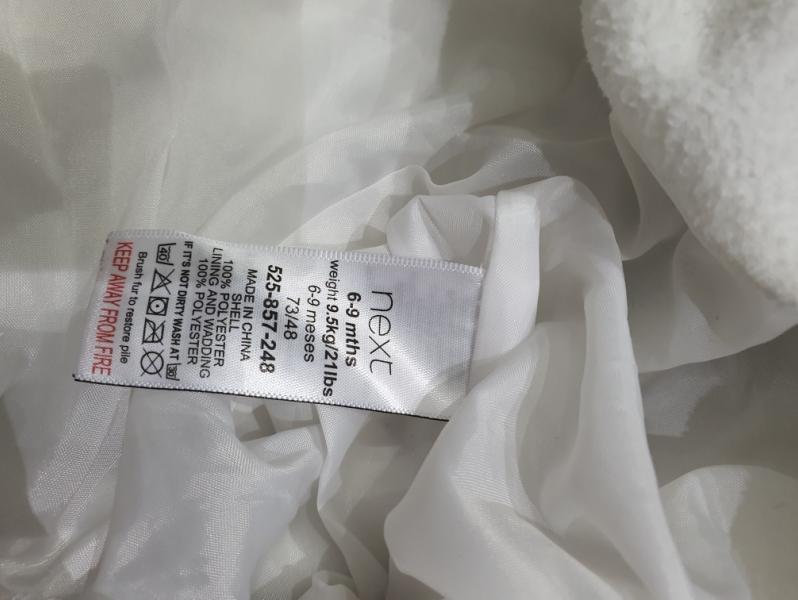 next
6-9 mths
weight 9.5kg/21lbs
6-9 meses
73/48
525-857-248
MADE IN CHINA
SHELL
100% POLYESTER
LINING AND WADDING
100% POLYESTER
IF IT'S NOT DIRTY WASH AT 30
40
Brush fur to restore pile
KEEP AWAY FROM FIRE